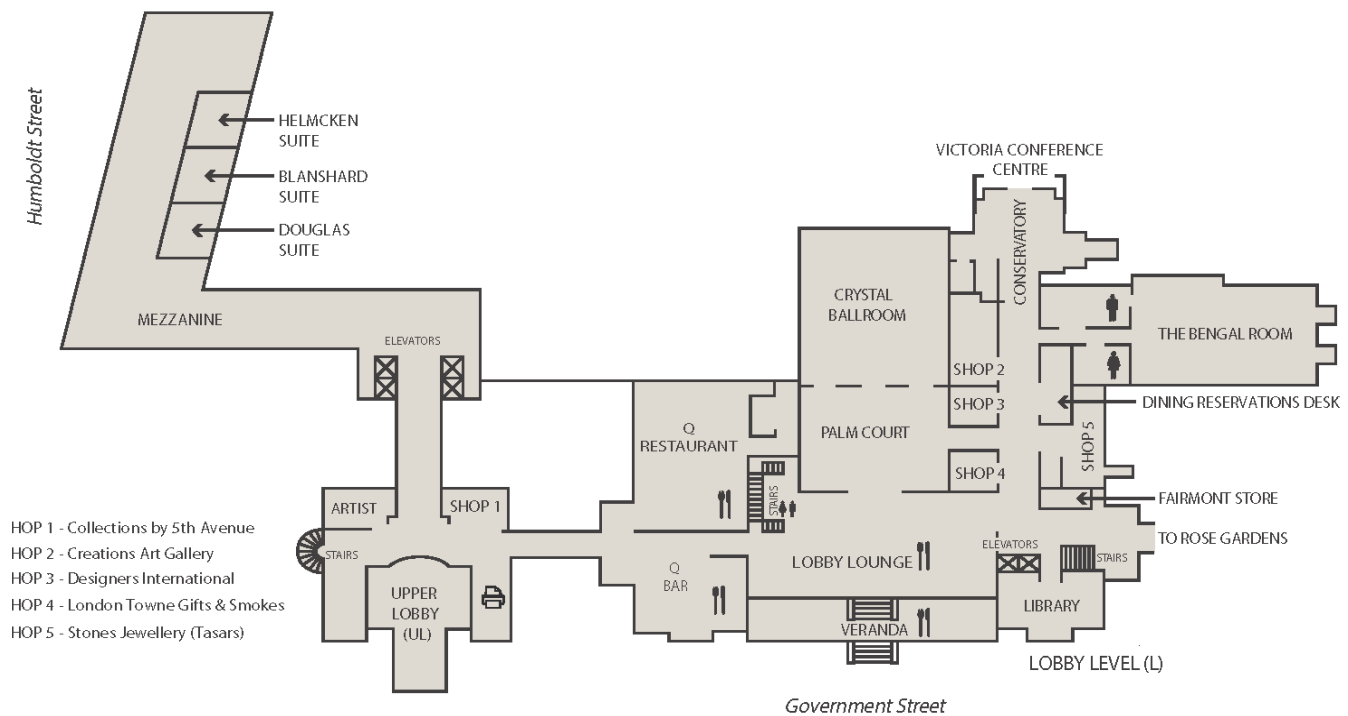 Humboldt Street
HELMCKEN
SUITE
BLANSHARD
SUITE
DOUGLAS
SUITE
MEZZANINE
ELEVATORS
VICTORIA CONFERENCE
CENTRE
CONSERVATORY
CRYSTAL
BALLROOM
THE BENGAL ROOM
SHOP 2
SHOP 3
DINING RESERVATIONS DESK
Q
RESTAURANT
PALM COURT
SHOP 5
SHOP 4
STAIRS
FAIRMONT STORE
ARTIST
SHOP 1
TO ROSE GARDENS
STAIRS
ELEVATORS
STAIRS
LOBBY LOUNGE
Q
BAR
UPPER
LOBBY
(UL)
LIBRARY
VERANDA
LOBBY LEVEL (L)
HOP 1 - Collections by 5th Avenue
HOP 2 - Creations Art Gallery
HOP 3 - Designers International
HOP 4 - London Towne Gifts & Smokes
HOP 5 - Stones Jewellery (Tasars)
Government Street